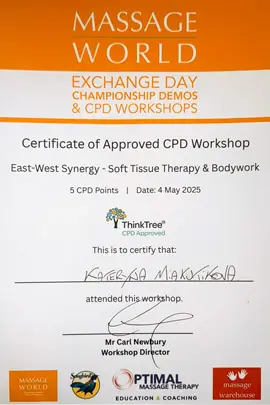 MASSAGE
WORLD
EXCHANGE DAY
CHAMPIONSHIP DEMOS
& CPD WORKSHOPS
Certificate of Approved CPD Workshop
East-West Synergy - Soft Tissue Therapy & Bodywork
5 CPD Points | Date: 4 May 2025
ThinkTree
CPD Approved
This is to certify that:
KATERYNA
attended this workshop.
Mr Carl Newbury
Workshop Director
MASSAGE
WORLD
OPTIMAL
MASSAGE THERAPY
EDUCATION & COACHING
massage
warehouse